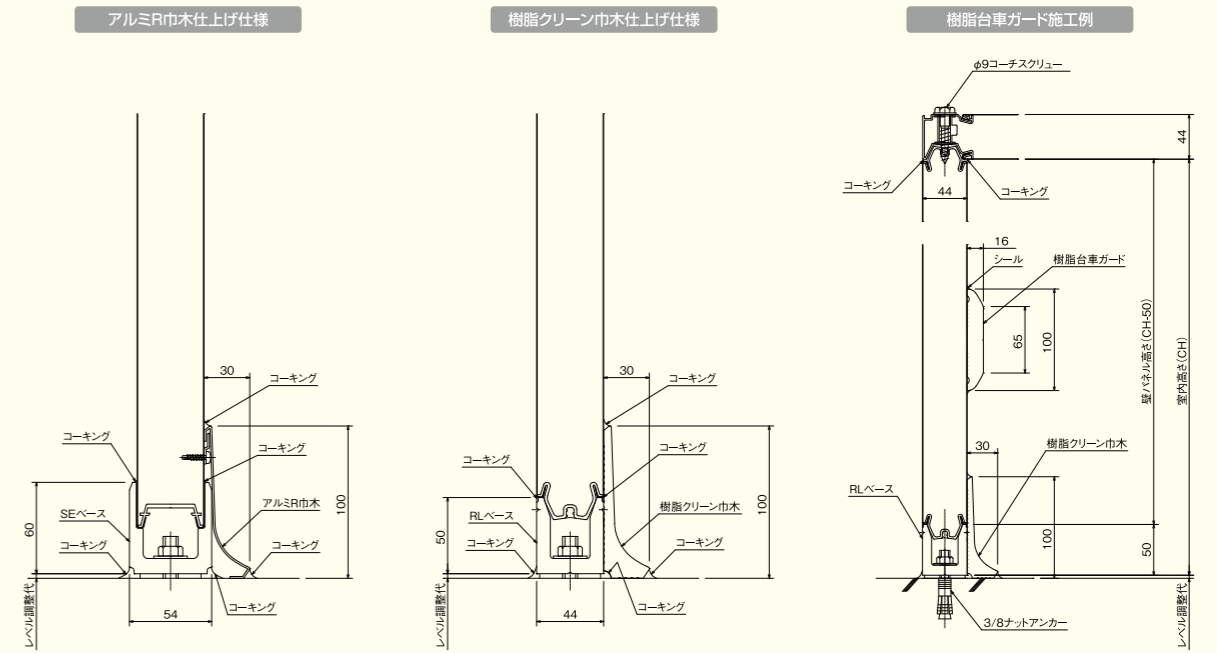 アルミR巾木仕上げ仕様
30
コーキング
コーキング
コーキング
アルミR巾木
SEベース
コーキング
コーキング
コーキング
60
100
54
レベル調整代
樹脂クリーン巾木仕上げ仕様
30
コーキング
コーキング
コーキング
樹脂クリーン巾木
RLベース
コーキング
コーキング
コーキング
50
100
44
レベル調整代
樹脂台車ガード施工例
φ9コーチスクリュー
44
コーキング
44
コーキング
16
シール
樹脂台車ガード
65
100
壁パネル高さ(CH-50)
室内高さ(CH)
30
樹脂クリーン巾木
RLベース
100
50
3/8ナットアンカー
レベル調整代